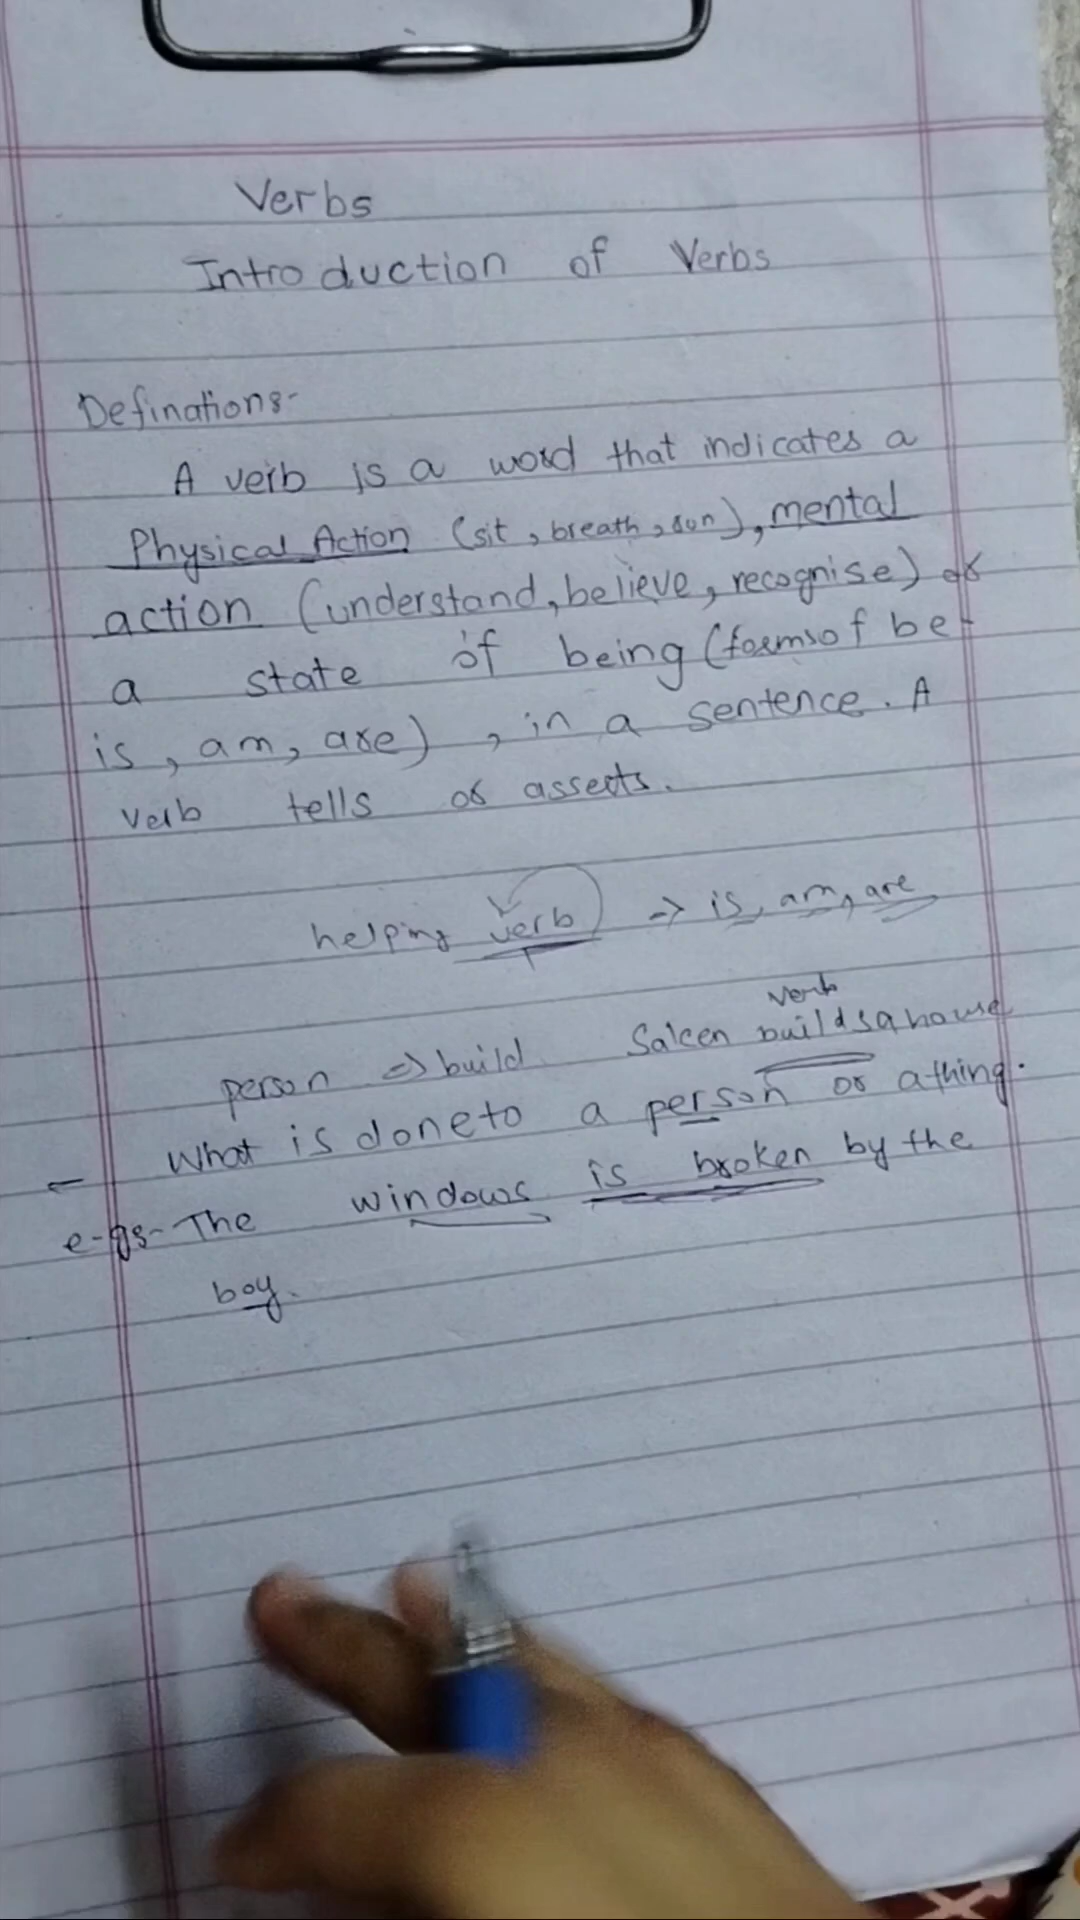 Verbs
Introduction of Verbs
Definations-
A verb is a word that indicates a
Physical Action (sit, breath, run), mental
action (understand, believe, recognise) or
a state of being (forms of be-
is, am, are), in a sentence. A
verb tells or asserts.
helping verb → is, am, are
verb
person ⇒ build Saleen builds a house
What is done to a person or a thing.
e-gs- The windows is broken by the
boy.